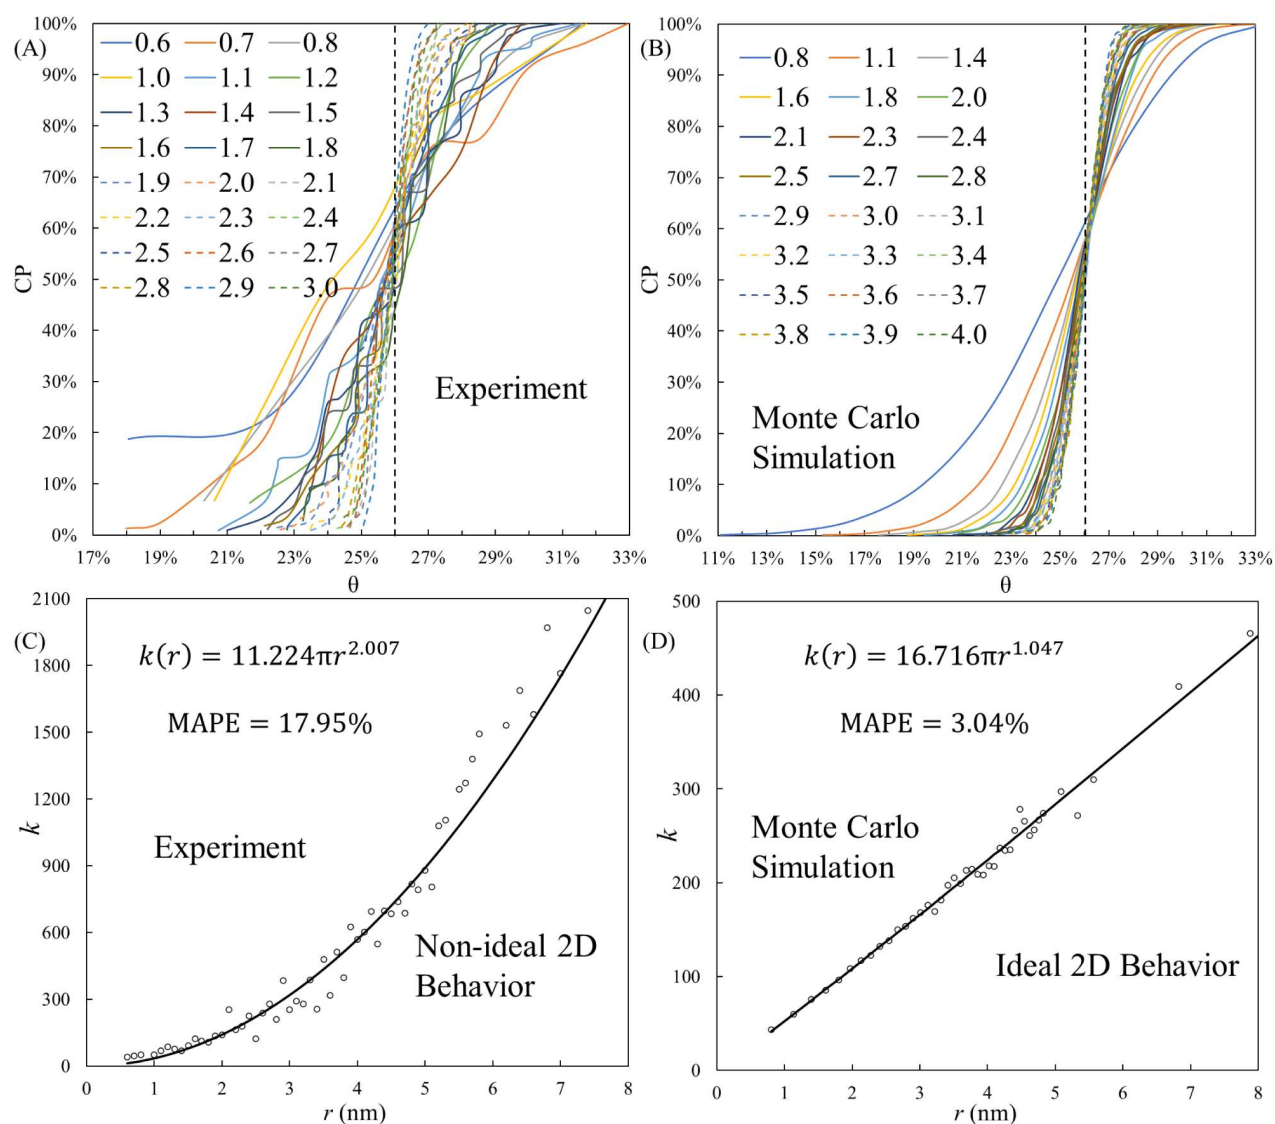 (A)
100%
90%
80%
70%
60%
50%
40%
30%
20%
10%
0%
CP
0.6 0.7 0.8
1.0 1.1 1.2
1.3 1.4 1.5
1.6 1.7 1.8
1.9 2.0 2.1
2.2 2.3 2.4
2.5 2.6 2.7
2.8 2.9 3.0
Experiment
17% 19% 21% 23% 25% 27% 29% 31% 33%
θ
(B)
100%
90%
80%
70%
60%
50%
40%
30%
20%
10%
0%
CP
0.8 1.1 1.4
1.6 1.8 2.0
2.1 2.3 2.4
2.5 2.7 2.8
2.9 3.0 3.1
3.2 3.3 3.4
3.5 3.6 3.7
3.8 3.9 4.0
Monte Carlo
Simulation
11% 13% 15% 17% 19% 21% 23% 25% 27% 29% 31% 33%
θ
(C)
2100
1800
1500
1200
900
600
300
0
k
k(r) = 11.224πr^2.007
MAPE = 17.95%
Experiment
Non-ideal 2D
Behavior
0 1 2 3 4 5 6 7 8
r (nm)
(D)
500
400
300
200
100
0
k
k(r) = 16.716πr^1.047
MAPE = 3.04%
Monte Carlo
Simulation
Ideal 2D Behavior
0 1 2 3 4 5 6 7 8
r (nm)